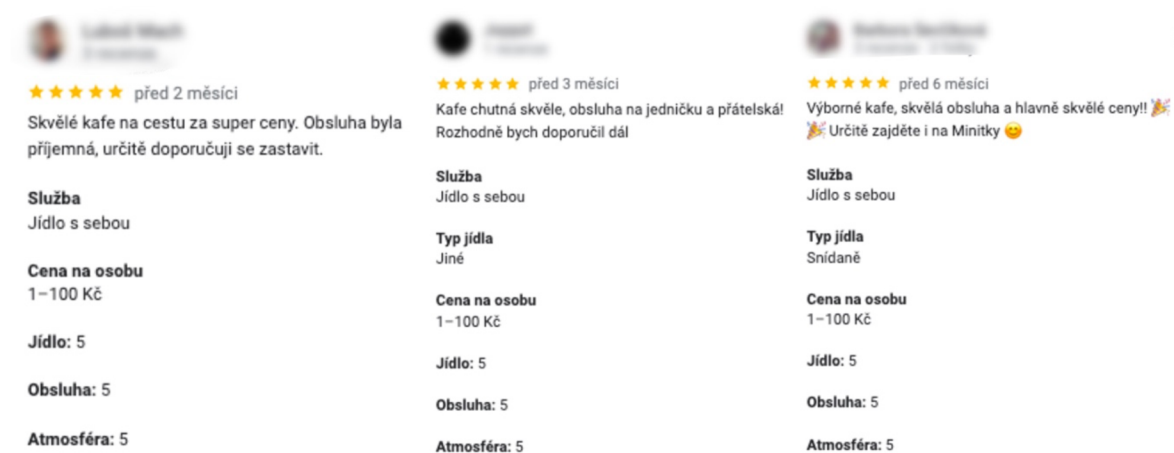 před 2 měsíci
Skvělé kafe na cestu za super ceny. Obsluha byla
příjemná, určitě doporučuji se zastavit.
Služba
Jídlo s sebou
Cena na osobu
1–100 Kč
Jídlo: 5
Obsluha: 5
Atmosféra: 5
před 3 měsíci
Kafe chutná skvěle, obsluha na jedničku a přátelská!
Rozhodně bych doporučil dál
Služba
Jídlo s sebou
Typ jídla
Jiné
Cena na osobu
1–100 Kč
Jídlo: 5
Obsluha: 5
Atmosféra: 5
před 6 měsíci
Výborné kafe, skvělá obsluha a hlavně skvělé ceny!! 🎉
🎉 Určitě zajděte i na Minitky 😊
Služba
Jídlo s sebou
Typ jídla
Snídaně
Cena na osobu
1–100 Kč
Jídlo: 5
Obsluha: 5
Atmosféra: 5